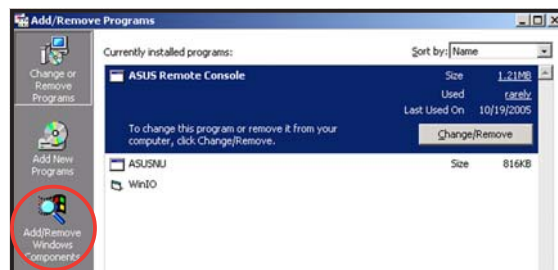 Add/Remove Programs
Change or
Remove
Programs
Add New
Programs
Add/Remove
Windows
Components
Currently installed programs:
Sort by: Name
ASUS Remote Console
Size 1.21MB
Used rarely
Last Used On 10/19/2005
To change this program or remove it from your
computer, click Change/Remove.
Change/Remove
ASUSNU
Size 816KB
WinIO